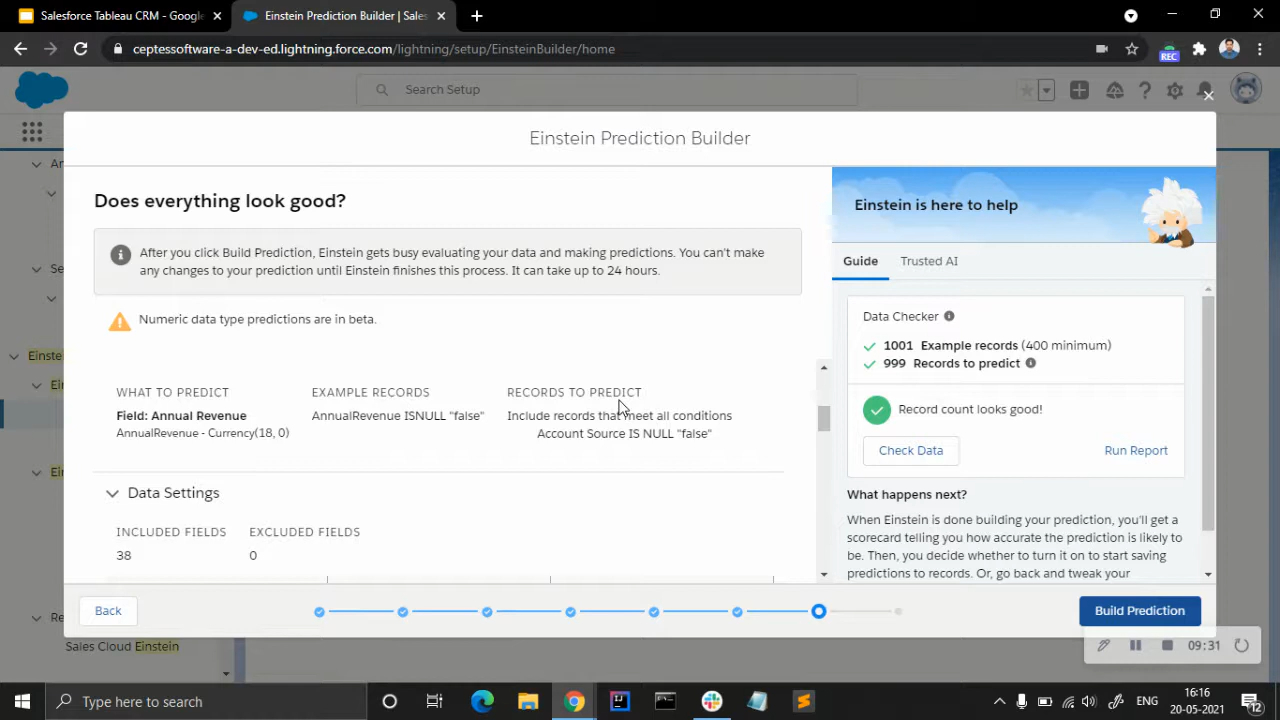 Salesforce Tableau CRM - Google
Einstein Prediction Builder | Sales
ceptessoftware-a-dev-ed.lightning.force.com/lightning/setup/EinsteinBuilder/home
REC
Search Setup
Einstein Prediction Builder
Does everything look good?
After you click Build Prediction, Einstein gets busy evaluating your data and making predictions. You can't make
any changes to your prediction until Einstein finishes this process. It can take up to 24 hours.
Numeric data type predictions are in beta.
WHAT TO PREDICT
Field: Annual Revenue
AnnualRevenue - Currency(18, 0)
EXAMPLE RECORDS
AnnualRevenue ISNULL "false"
RECORDS TO PREDICT
Include records that meet all conditions
Account Source IS NULL "false"
Data Settings
INCLUDED FIELDS
38
EXCLUDED FIELDS
0
Einstein is here to help
Guide
Trusted AI
Data Checker
1001 Example records (400 minimum)
999 Records to predict
Record count looks good!
Check Data
Run Report
What happens next?
When Einstein is done building your prediction, you'll get a
scorecard telling you how accurate the prediction is likely to
be. Then, you decide whether to turn it on to start saving
predictions to records. Or, go back and tweak your
Back
Build Prediction
An
Se
Einste
Ein
Ein
Re
Sales Cloud Einstein
09:31
Type here to search
ENG
16:16
20-05-2021
12